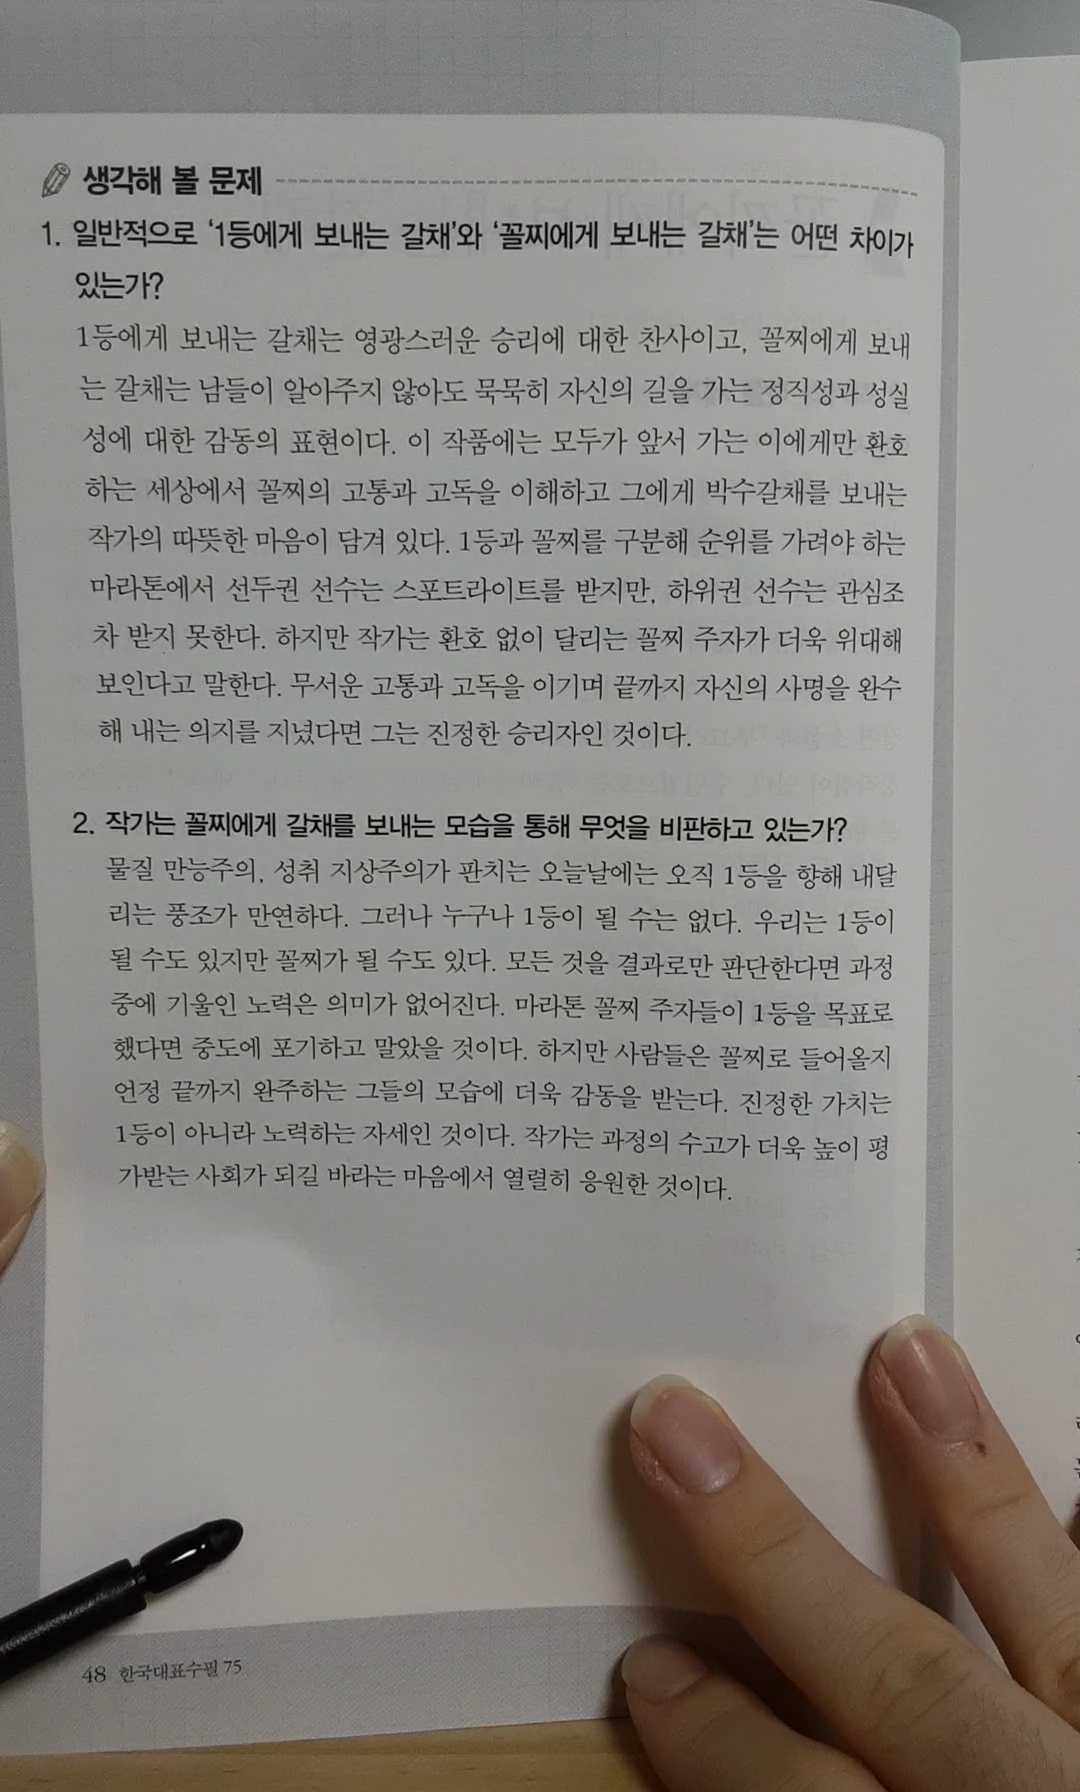 생각해 볼 문제
1. 일반적으로 ‘1등에게 보내는 갈채’와 ‘꼴찌에게 보내는 갈채’는 어떤 차이가
있는가?
1등에게 보내는 갈채는 영광스러운 승리에 대한 찬사이고, 꼴찌에게 보내
는 갈채는 남들이 알아주지 않아도 묵묵히 자신의 길을 가는 정직성과 성실
성에 대한 감동의 표현이다. 이 작품에는 모두가 앞서 가는 이에게만 환호
하는 세상에서 꼴찌의 고통과 고독을 이해하고 그에게 박수갈채를 보내는
작가의 따뜻한 마음이 담겨 있다. 1등과 꼴찌를 구분해 순위를 가려야 하는
마라톤에서 선두권 선수는 스포트라이트를 받지만, 하위권 선수는 관심조
차 받지 못한다. 하지만 작가는 환호 없이 달리는 꼴찌 주자가 더욱 위대해
보인다고 말한다. 무서운 고통과 고독을 이기며 끝까지 자신의 사명을 완수
해 내는 의지를 지녔다면 그는 진정한 승리자인 것이다.
2. 작가는 꼴찌에게 갈채를 보내는 모습을 통해 무엇을 비판하고 있는가?
물질 만능주의, 성취 지상주의가 판치는 오늘날에는 오직 1등을 향해 내달
리는 풍조가 만연하다. 그러나 누구나 1등이 될 수는 없다. 우리는 1등이
될 수도 있지만 꼴찌가 될 수도 있다. 모든 것을 결과로만 판단한다면 과정
중에 기울인 노력은 의미가 없어진다. 마라톤 꼴찌 주자들이 1등을 목표로
했다면 중도에 포기하고 말았을 것이다. 하지만 사람들은 꼴찌로 들어올지
언정 끝까지 완주하는 그들의 모습에 더욱 감동을 받는다. 진정한 가치는
1등이 아니라 노력하는 자세인 것이다. 작가는 과정의 수고가 더욱 높이 평
가받는 사회가 되길 바라는 마음에서 열렬히 응원한 것이다.
48 한국대표수필 75